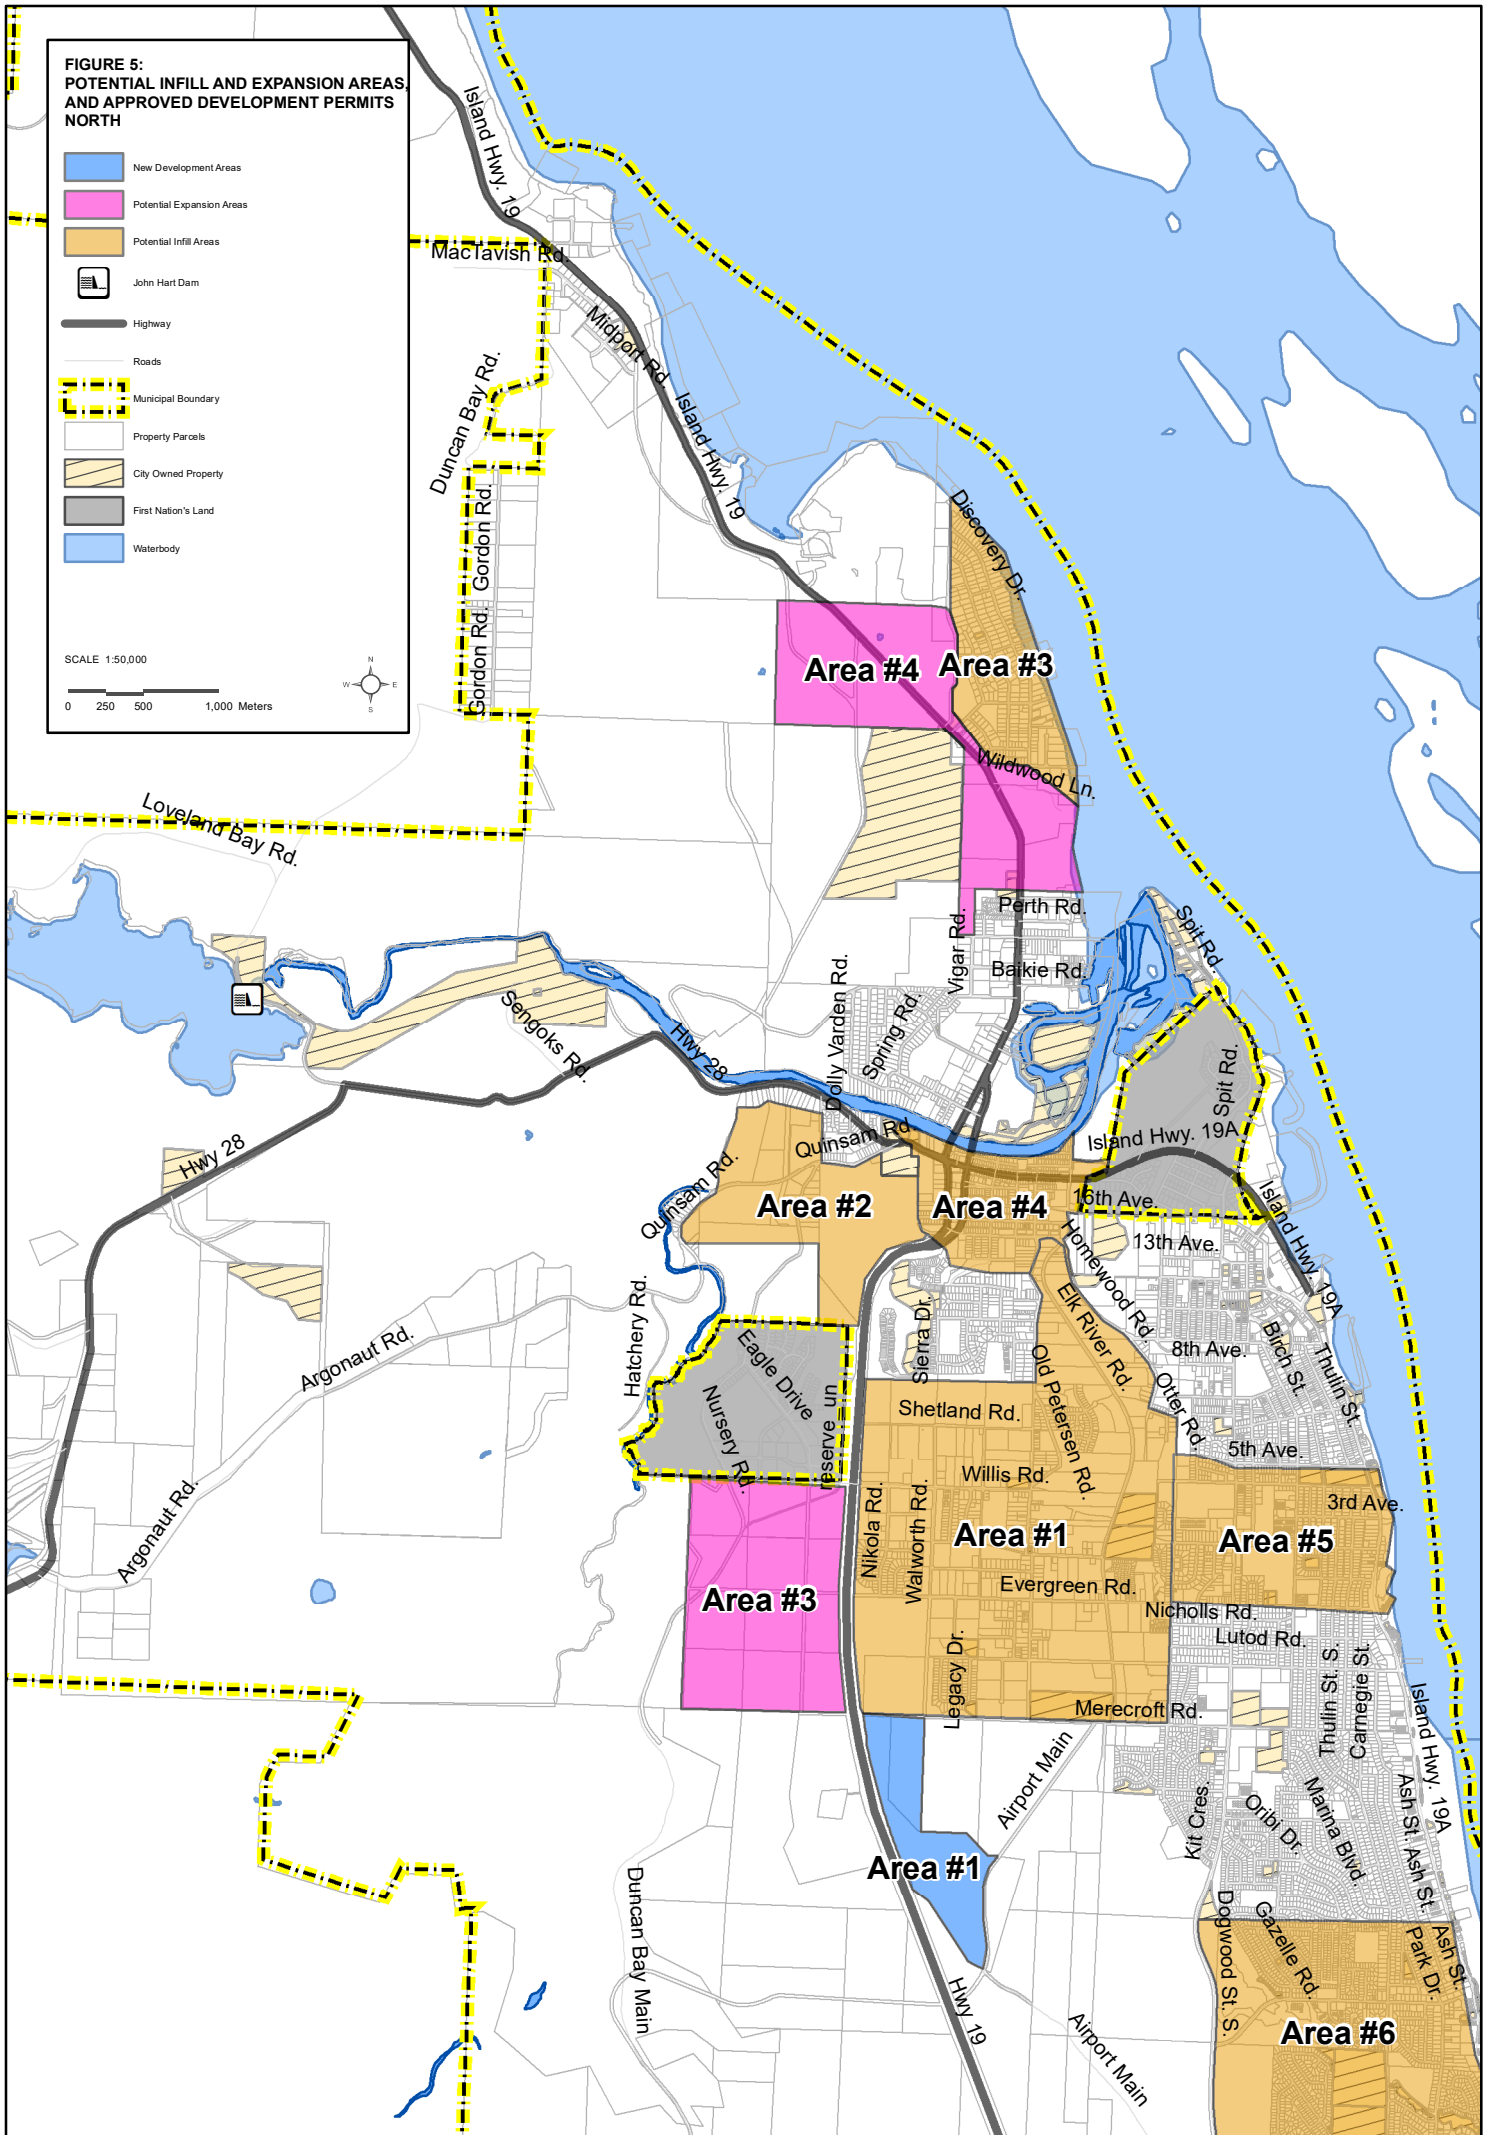 FIGURE 5:
POTENTIAL INFILL AND EXPANSION AREAS,
AND APPROVED DEVELOPMENT PERMITS
NORTH
New Development Areas
Potential Expansion Areas
Potential Infill Areas
John Hart Dam
Highway
Roads
Municipal Boundary
Property Parcels
City Owned Property
First Nation's Land
Waterbody
SCALE 1:50,000
0 250 500 1,000 Meters
N
W E
S
Island Hwy. 19
MacTavish Rd.
Midport Rd.
Duncan Bay Rd.
Island Hwy. 19
Gordon Rd.
Discovery Dr.
Gordon Rd.
Area #4
Area #3
Wildwood Ln.
Loveland Bay Rd.
Perth Rd.
Spit Rd.
Vigar Rd.
Baikie Rd.
Dolly Varden Rd.
Spring Rd.
Sengoks Rd.
Hwy 28
Spit Rd.
Hwy 28
Quinsam Rd.
Island Hwy. 19A
Quinsam Rd.
Area #2
Area #4
16th Ave.
Island Hwy. 19A
13th Ave.
Homewood Rd.
Hatchery Rd.
Sierra Dr.
Elk River Rd.
Argonaut Rd.
Eagle Drive
8th Ave.
Birch St.
Thulin St.
Old Petersen Rd.
Otter Rd.
Nursery Rd.
reserve_un
Shetland Rd.
5th Ave.
Willis Rd.
3rd Ave.
Argonaut Rd.
Nikola Rd.
Walworth Rd.
Area #1
Area #5
Evergreen Rd.
Area #3
Nicholls Rd.
Lutod Rd.
Legacy Dr.
Thulin St. S.
Carnegie St.
Merecroft Rd.
Island Hwy. 19A
Airport Main
Kit Cres.
Oribi Dr.
Marina Blvd.
Ash St.
Ash St.
Area #1
Duncan Bay Main
Dogwood St. S.
Gazelle Rd.
Park Dr.
Ash St.
Hwy 19
Airport Main
Area #6